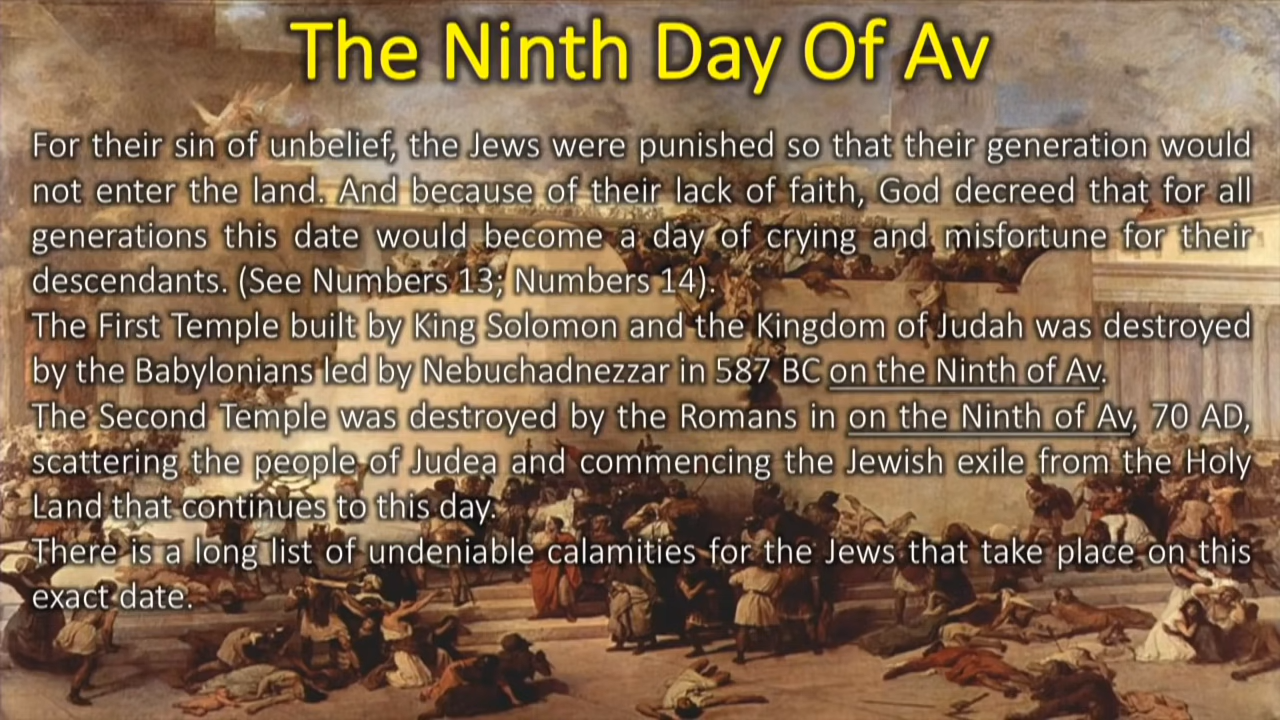 The Ninth Day Of Av
For their sin of unbelief, the Jews were punished so that their generation would
not enter the land. And because of their lack of faith, God decreed that for all
generations this date would become a day of crying and misfortune for their
descendants. (See Numbers 13; Numbers 14).
The First Temple built by King Solomon and the Kingdom of Judah was destroyed
by the Babylonians led by Nebuchadnezzar in 587 BC on the Ninth of Av.
The Second Temple was destroyed by the Romans in on the Ninth of Av, 70 AD,
scattering the people of Judea and commencing the Jewish exile from the Holy
Land that continues to this day.
There is a long list of undeniable calamities for the Jews that take place on this
exact date.